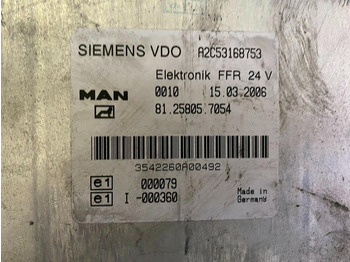 SIEMENS VDO A2C53168753
Elektronik FFR 24 V
MAN 0010 15.03.2006
81.25805.7054
3542260A00492
e1 000079
e1 I -000360
Made in
Germany